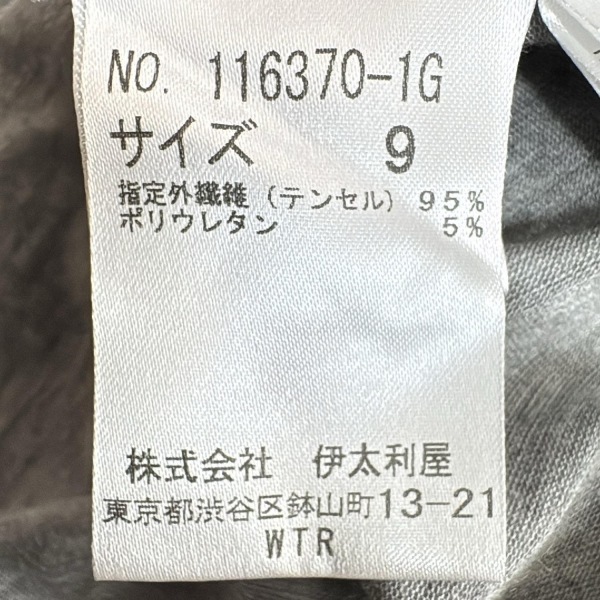 NO. 116370-1G
サイズ 9
指定外繊維(テンセル) 95%
ポリウレタン 5%
株式会社 伊太利屋
東京都渋谷区鉢山町13-21
WTR